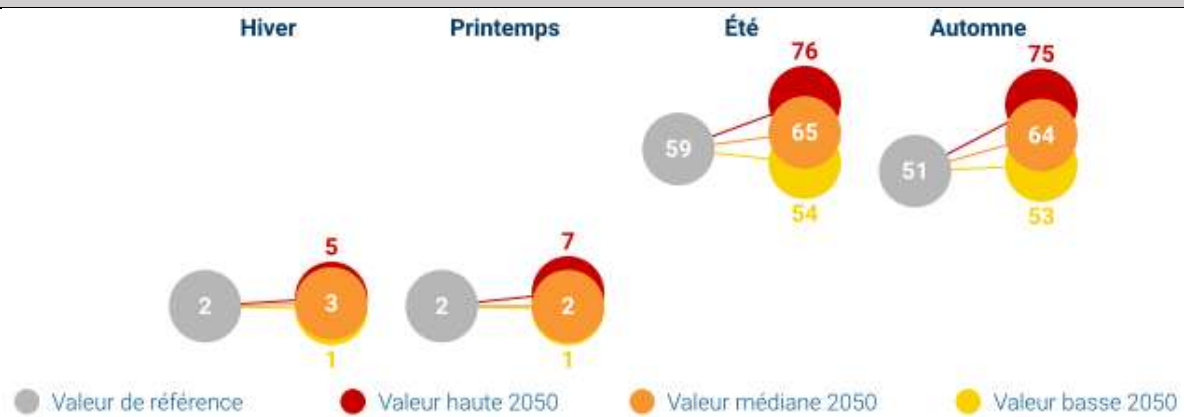 Hiver Printemps Été Automne
76 75
59 65 51 64
54 53
5 7
2 3 2 2
1 1
Valeur de référence Valeur haute 2050 Valeur médiane 2050 Valeur basse 2050